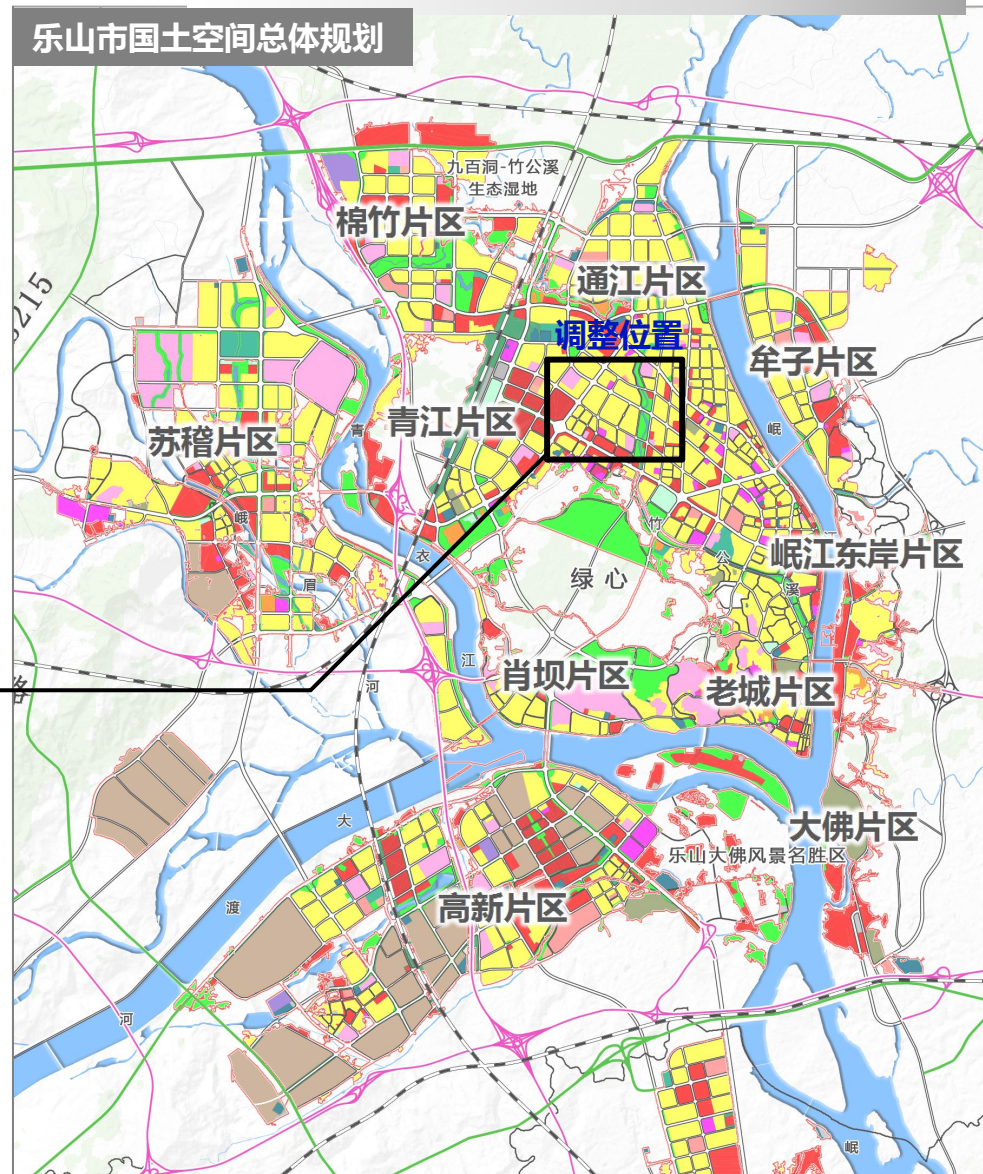 乐山市国土空间总体规划
九百洞-竹公溪
生态湿地
棉竹片区
通江片区
调整位置
牟子片区
青江片区
苏稽片区
青
岷
峨
竹
衣
公
岷江东岸片区
溪
绿心
眉
江
肖坝片区
老城片区
河
大
大佛片区
乐山大佛风景名胜区
高新片区
渡
河
岷